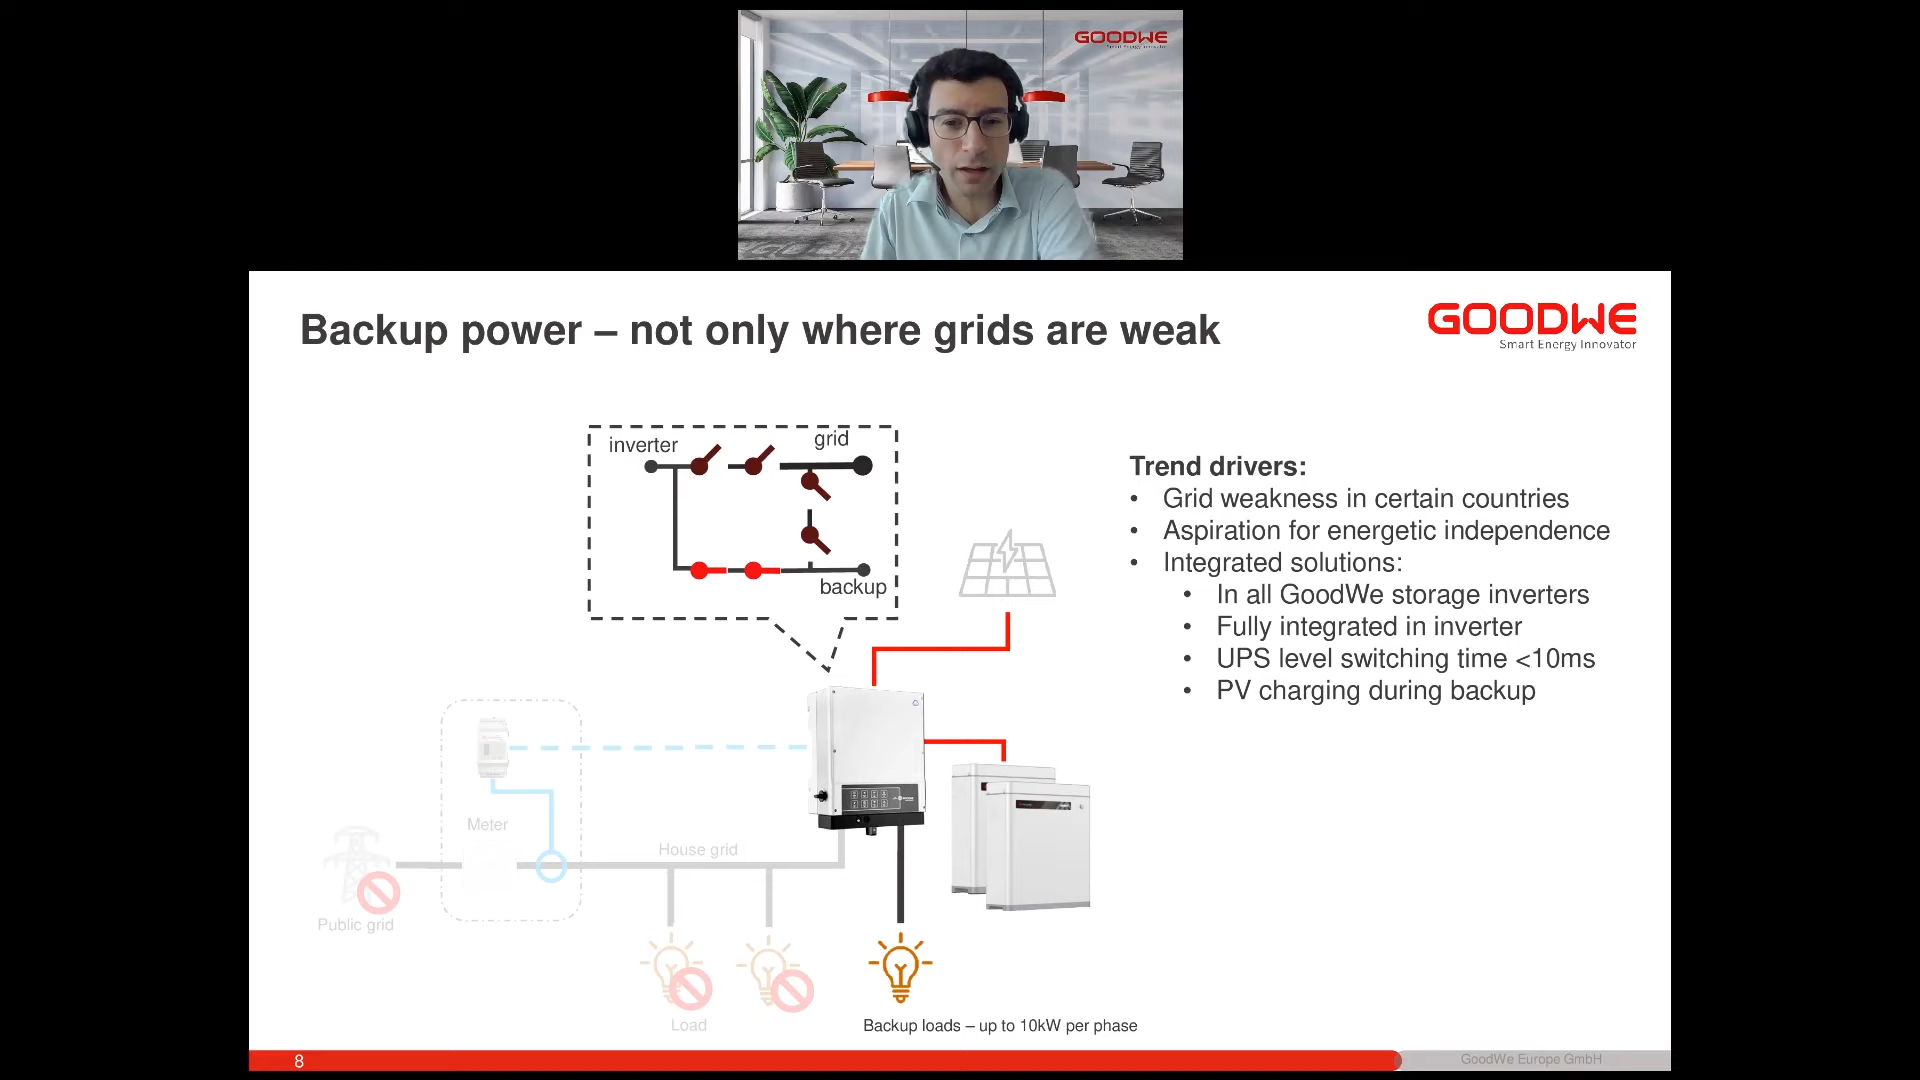 GOODWE
Smart Energy Innovator
Backup power – not only where grids are weak
GOODWE
Smart Energy Innovator
inverter
grid
backup
Trend drivers:
• Grid weakness in certain countries
• Aspiration for energetic independence
• Integrated solutions:
• In all GoodWe storage inverters
• Fully integrated in inverter
• UPS level switching time <10ms
• PV charging during backup
Meter
House grid
Public grid
Load
Backup loads – up to 10kW per phase
8
GoodWe Europe GmbH